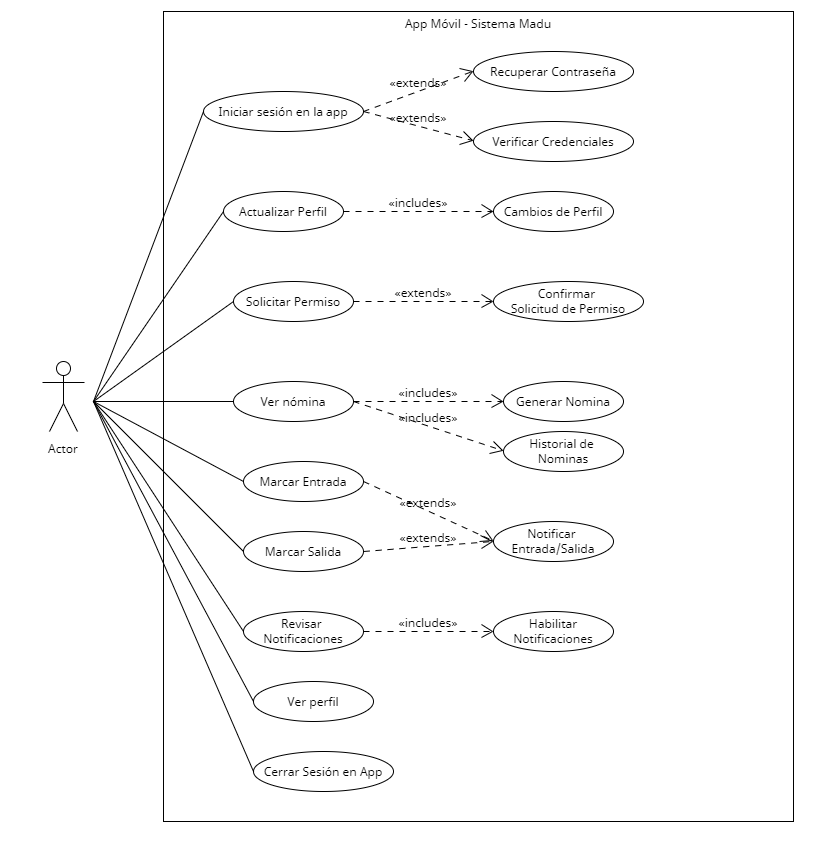 App Móvil - Sistema Madu
Recuperar Contraseña
«extends»
Iniciar sesión en la app
«extends»
Verificar Credenciales
Actualizar Perfil
«includes»
Cambios de Perfil
Solicitar Permiso
«extends»
Confirmar
Solicitud de Permiso
Ver nómina
«includes»
Generar Nomina
«includes»
Historial de
Nominas
Actor
Marcar Entrada
«extends»
Marcar Salida
«extends»
Notificar
Entrada/Salida
Revisar
Notificaciones
«includes»
Habilitar
Notificaciones
Ver perfil
Cerrar Sesión en App